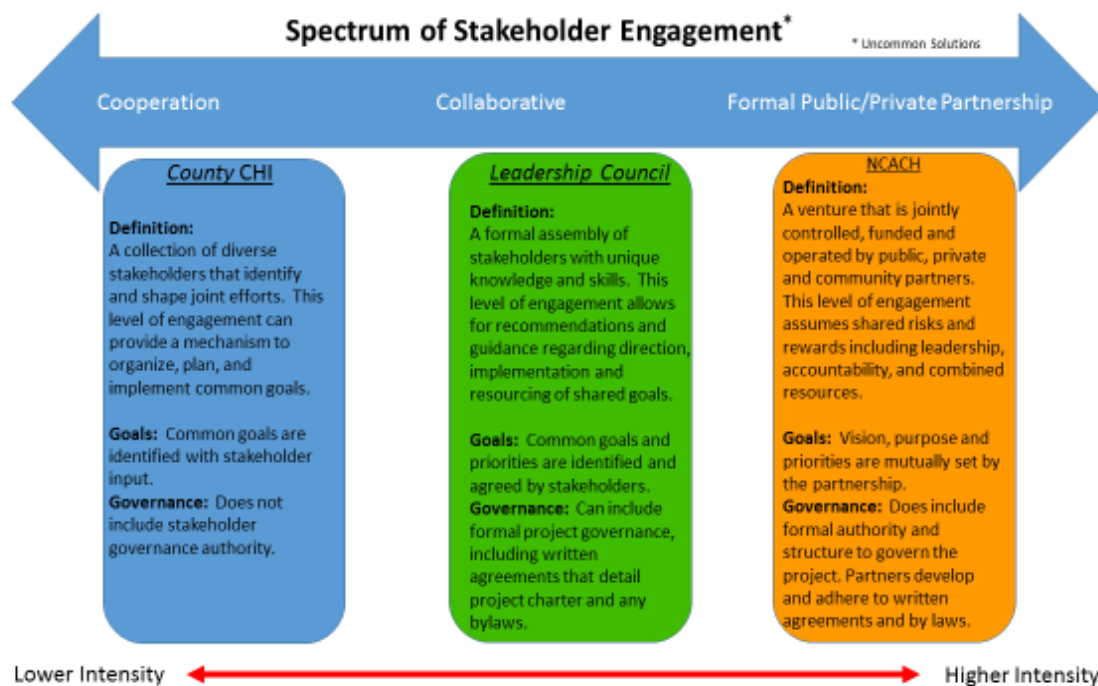 Spectrum of Stakeholder Engagement*
* Uncommon Solutions
Cooperation
Collaborative
Formal Public/Private Partnership
County CHI
Definition:
A collection of diverse
stakeholders that identify
and shape joint efforts.  This
level of engagement can
provide a mechanism to
organize, plan, and
implement common goals.
Goals:  Common goals are
identified with stakeholder
input.
Governance:  Does not
include stakeholder
governance authority.
Leadership Council
Definition:
A formal assembly of
stakeholders with unique
knowledge and skills.  This
level of engagement allows
for recommendations and
guidance regarding direction,
implementation and
resourcing of shared goals.
Goals:  Common goals and
priorities are identified and
agreed by stakeholders.
Governance:  Can include
formal project governance,
including written
agreements that detail
project charter and any
bylaws.
NCACH
Definition:
A venture that is jointly
controlled, funded and
operated by public, private
and community partners.
This level of engagement
assumes shared risks and
rewards including leadership,
accountability, and combined
resources.
Goals:  Vision, purpose and
priorities are mutually set by
the partnership.
Governance:  Does include
formal authority and
structure to govern the
project. Partners develop
and adhere to written
agreements and by laws.
Lower Intensity
Higher Intensity